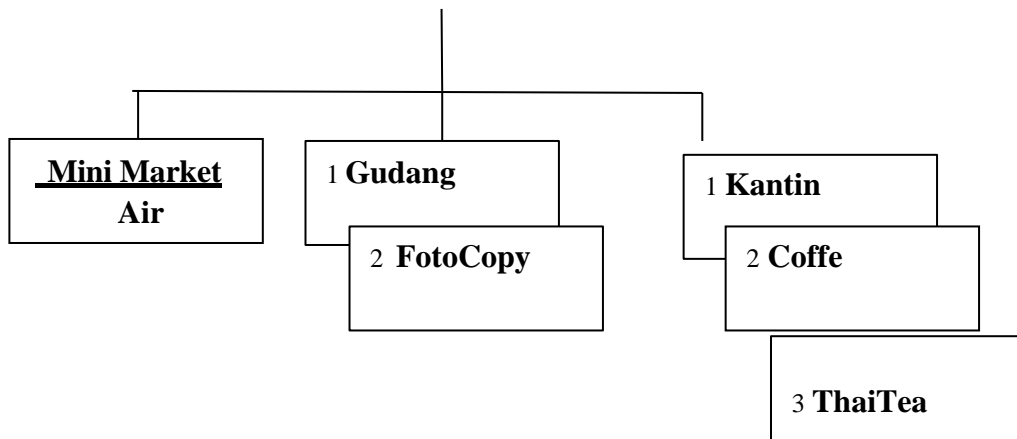 Mini Market
Air
1 Gudang
2 FotoCopy
1 Kantin
2 Coffe
3 ThaiTea